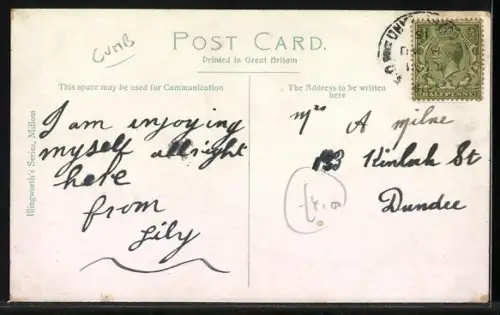 CUMB
POST CARD.
Printed in Great Britain
This space may be used for Communication
The Address to be written
here
I am enjoying
myself allright
here
from
Lily
Mrs A Milne
Kinloch St
Dundee
Illingworth's Series, Millom
HALFPENNY